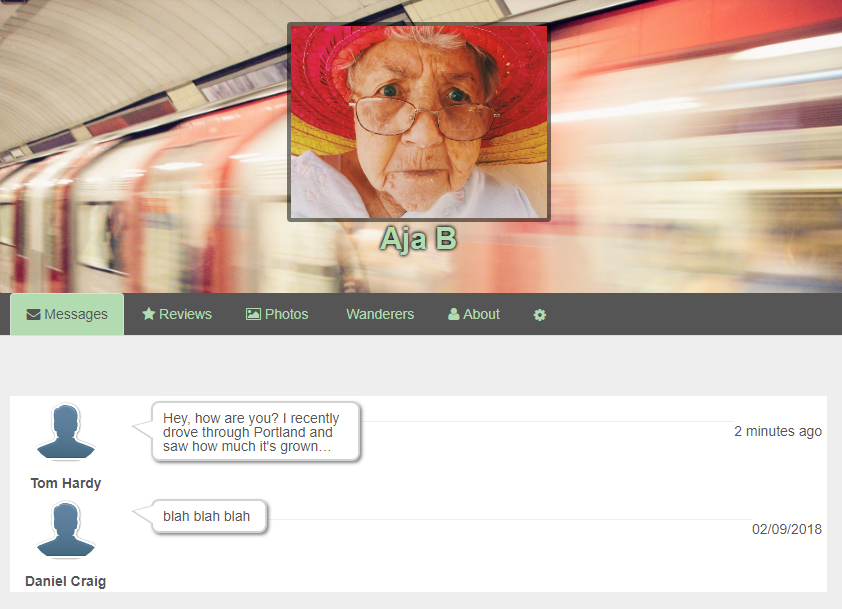 Aja B
Messages Reviews Photos Wanderers About
Hey, how are you? I recently
drove through Portland and
saw how much it's grown…
2 minutes ago
Tom Hardy
blah blah blah
02/09/2018
Daniel Craig